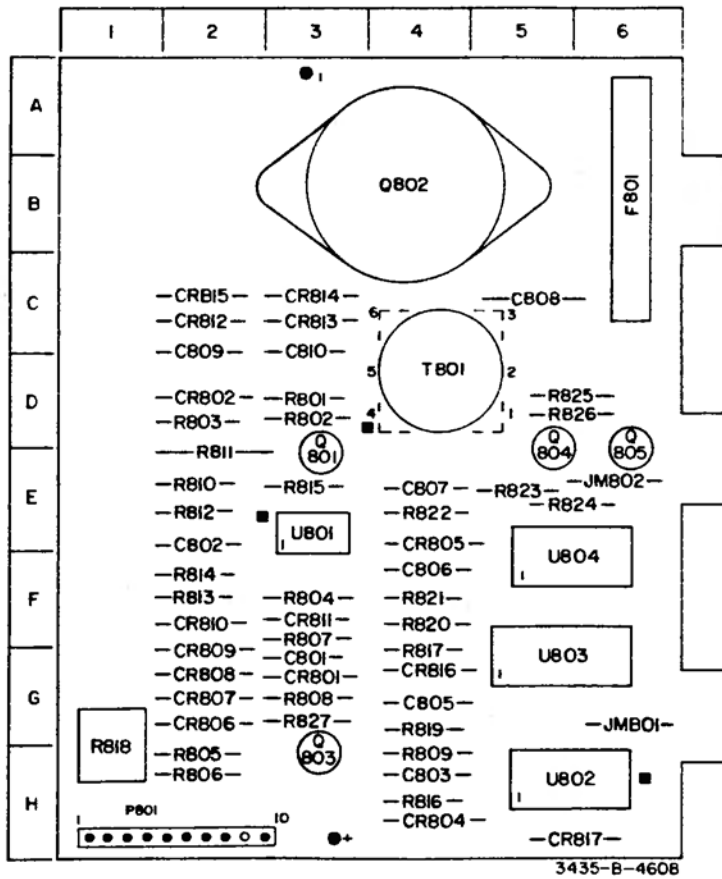 1 2 3 4 5 6
A
1
B
Q802
F801
C
CR815 CR814 C808
CR812 CR813 6 3
C809 C810
5 T801 2
D
CR802 R801 R825
R803 R802 4 1 R826
R811 Q 801 Q 804 Q 805
E
R810 R815 C807 R823 JM802
R812 R822 R824
U801 1
C802 CR805 U804 1
R814 C806
F
R813 R804 R821
CR810 CR811 R820
R807
CR809 C801 R817 U803 1
CR808 CR801 CR816
G
CR807 R808 C805
CR806 R827 R819 JM801
R818 Q 803
R805 R809
R806 C803 U802 1
H
P801 R816
1 10 CR804
+ CR817
3435-B-4608